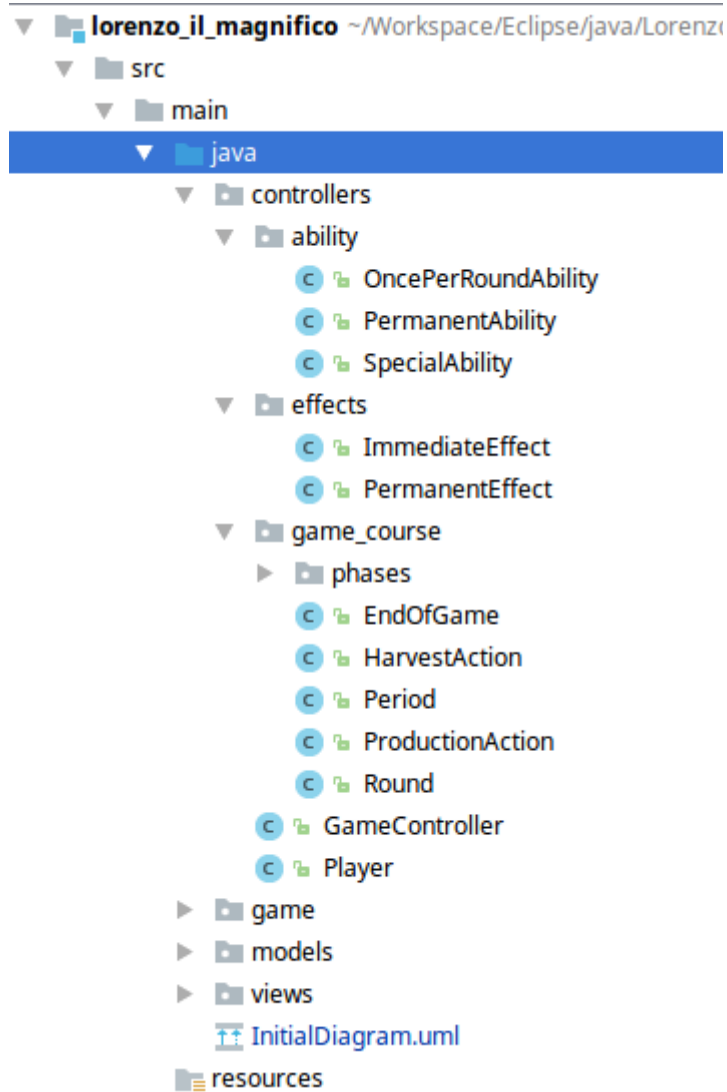 lorenzo_il_magnifico ~/Workspace/Eclipse/java/Lorenzo
src
main
java
controllers
ability
C OncePerRoundAbility
C PermanentAbility
C SpecialAbility
effects
C ImmediateEffect
C PermanentEffect
game_course
phases
C EndOfGame
C HarvestAction
C Period
C ProductionAction
C Round
C GameController
C Player
game
models
views
InitialDiagram.uml
resources